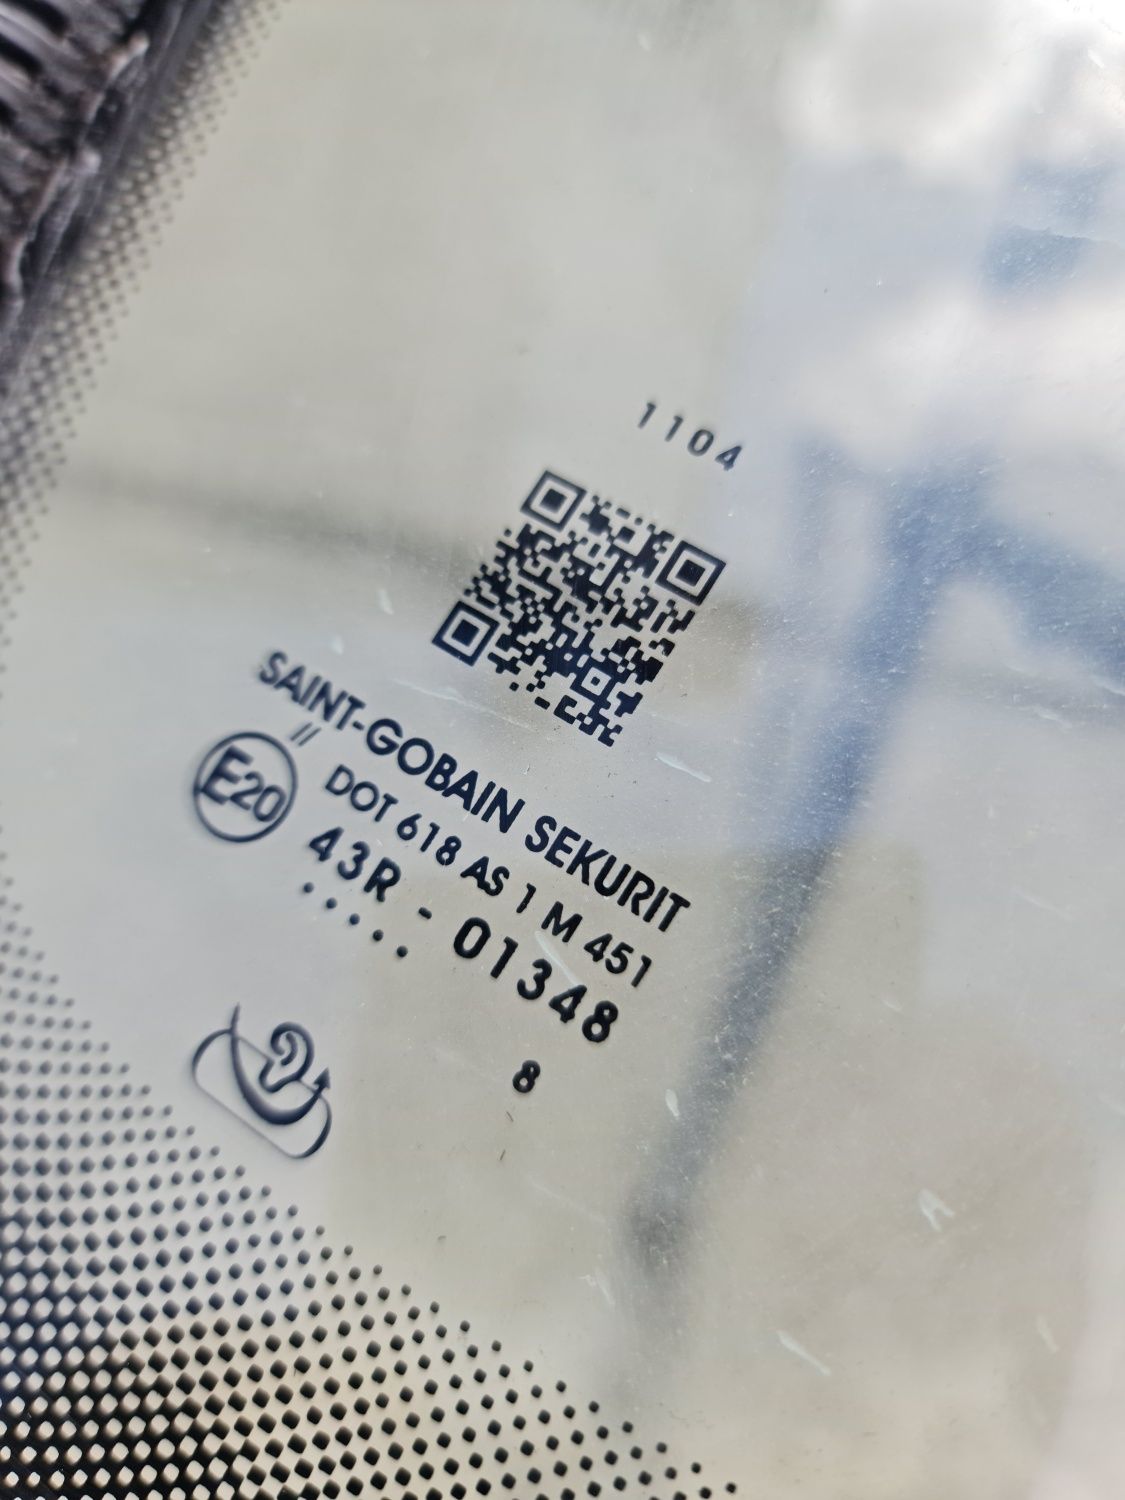 1104
SAINT-GOBAIN SEKURIT
//
E20
DOT 618 AS 1 M 451
43R - 01348
.....
8